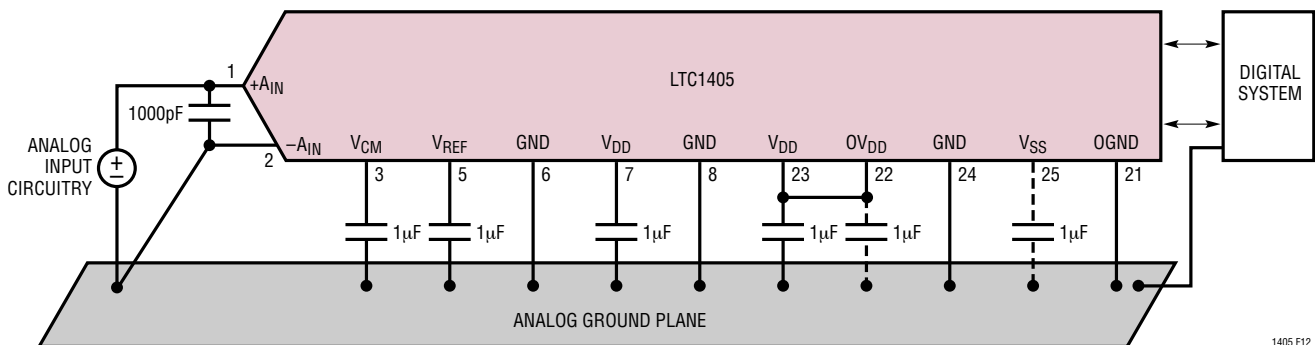 LTC1405
DIGITAL
SYSTEM
1
+AIN
1000pF
ANALOG
INPUT
CIRCUITRY
+
−
2
−AIN
VCM
VREF
GND
VDD
GND
VDD
OVDD
GND
VSS
OGND
3
5
6
7
8
23
22
24
25
21
1µF
1µF
1µF
1µF
1µF
1µF
ANALOG GROUND PLANE
1405 F12